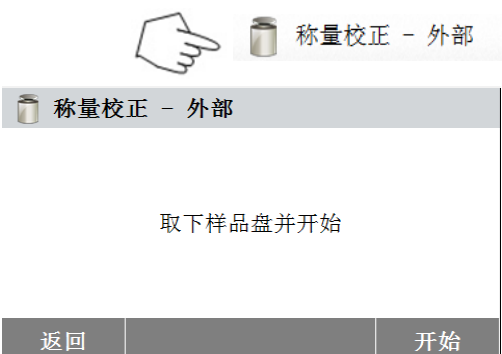 称量校正 - 外部
称量校正 - 外部
取下样品盘并开始
返回
开始